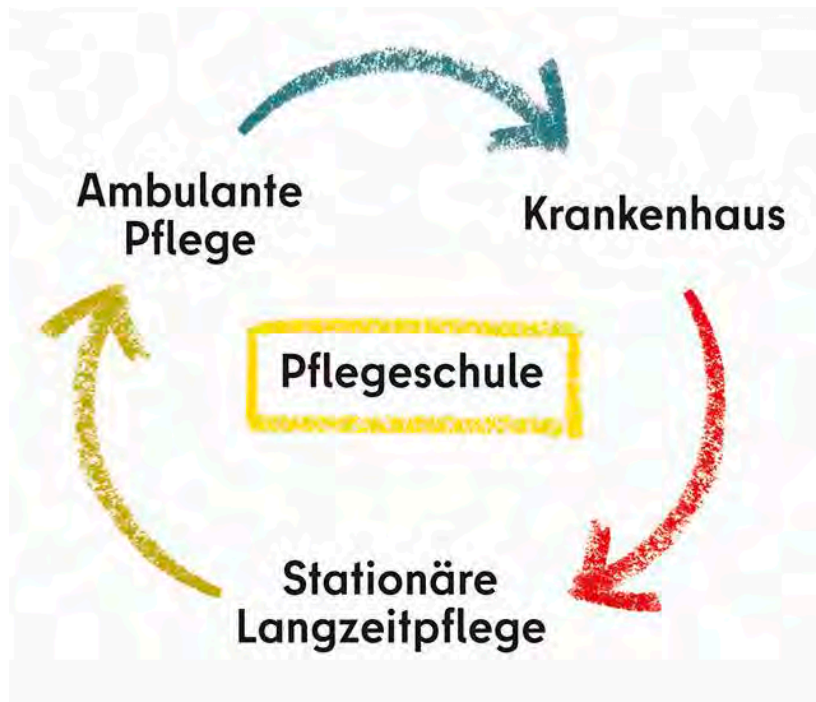 Ambulante
Pflege
Krankenhaus
Pflegeschule
Stationäre
Langzeitpflege